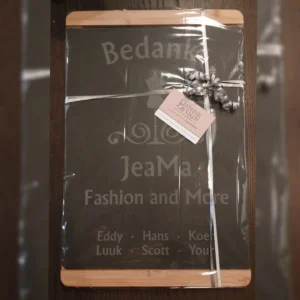 Bedankt
JeaMa
Fashion and More
Eddy - Hans - Koen
Luuk - Scott - Youri